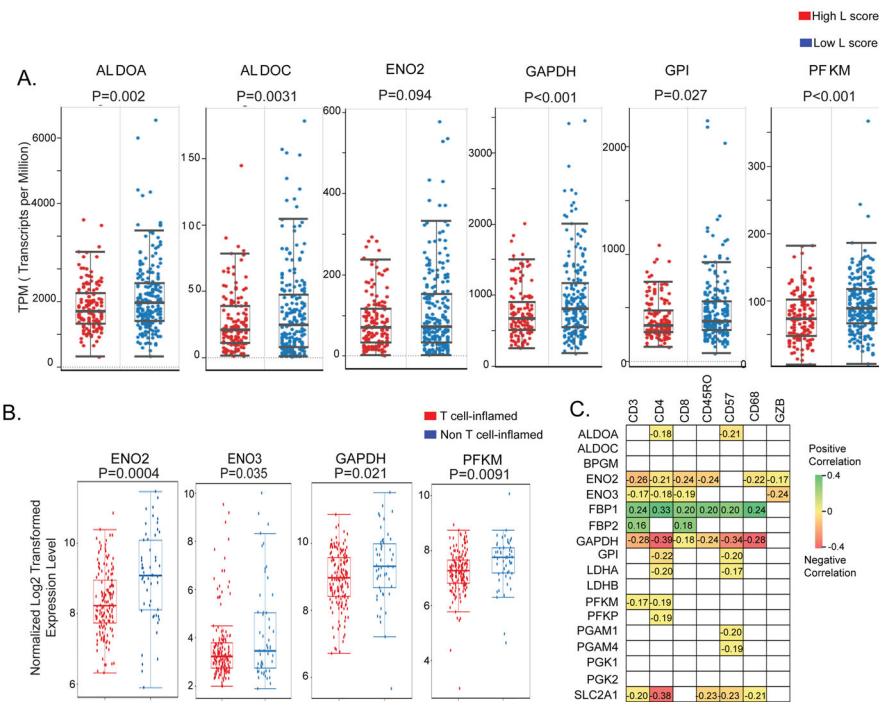 High L score
Low L score
A.
ALDOA ALDOC ENO2 GAPDH GPI PFKM
P=0.002 P=0.0031 P=0.094 P<0.001 P=0.027 P<0.001
TPM ( Transcripts per Million)
6000
4000
2000
0
1 50
10 0
5 0
0
600
400
200
0
3000
2000
1000
0
2000
1000
0
300
200
100
0
B.
T cell-inflamed
Non T cell-inflamed
ENO2 ENO3 GAPDH PFKM
P=0.0004 P=0.035 P=0.021 P=0.0091
Normalized Log2 Transformed
Expression Level
10
8
6
10
8
6
4
2
10
8
6
10
8
6
4
C.
CD3 CD4 CD8 CD45RO CD57 CD68 GZB
ALDOA -0.18 -0.21
ALDOC
BPGM
ENO2 -0.26 -0.21 -0.24 -0.24 -0.22 -0.17
ENO3 -0.17 -0.18 -0.19 -0.24
FBP1 0.24 0.33 0.20 0.20 0.20 0.24
FBP2 0.16 0.18
GAPDH -0.28 -0.39 -0.18 -0.24 -0.34 -0.28
GPI -0.22 -0.20
LDHA -0.20 -0.17
LDHB
PFKM -0.17 -0.19
PFKP -0.19
PGAM1 -0.20
PGAM4 -0.19
PGK1
PGK2
SLC2A1 -0.20 -0.38 -0.23 -0.23 -0.21
Positive
Correlation
0.4
0
-0.4
Negative
Correlation